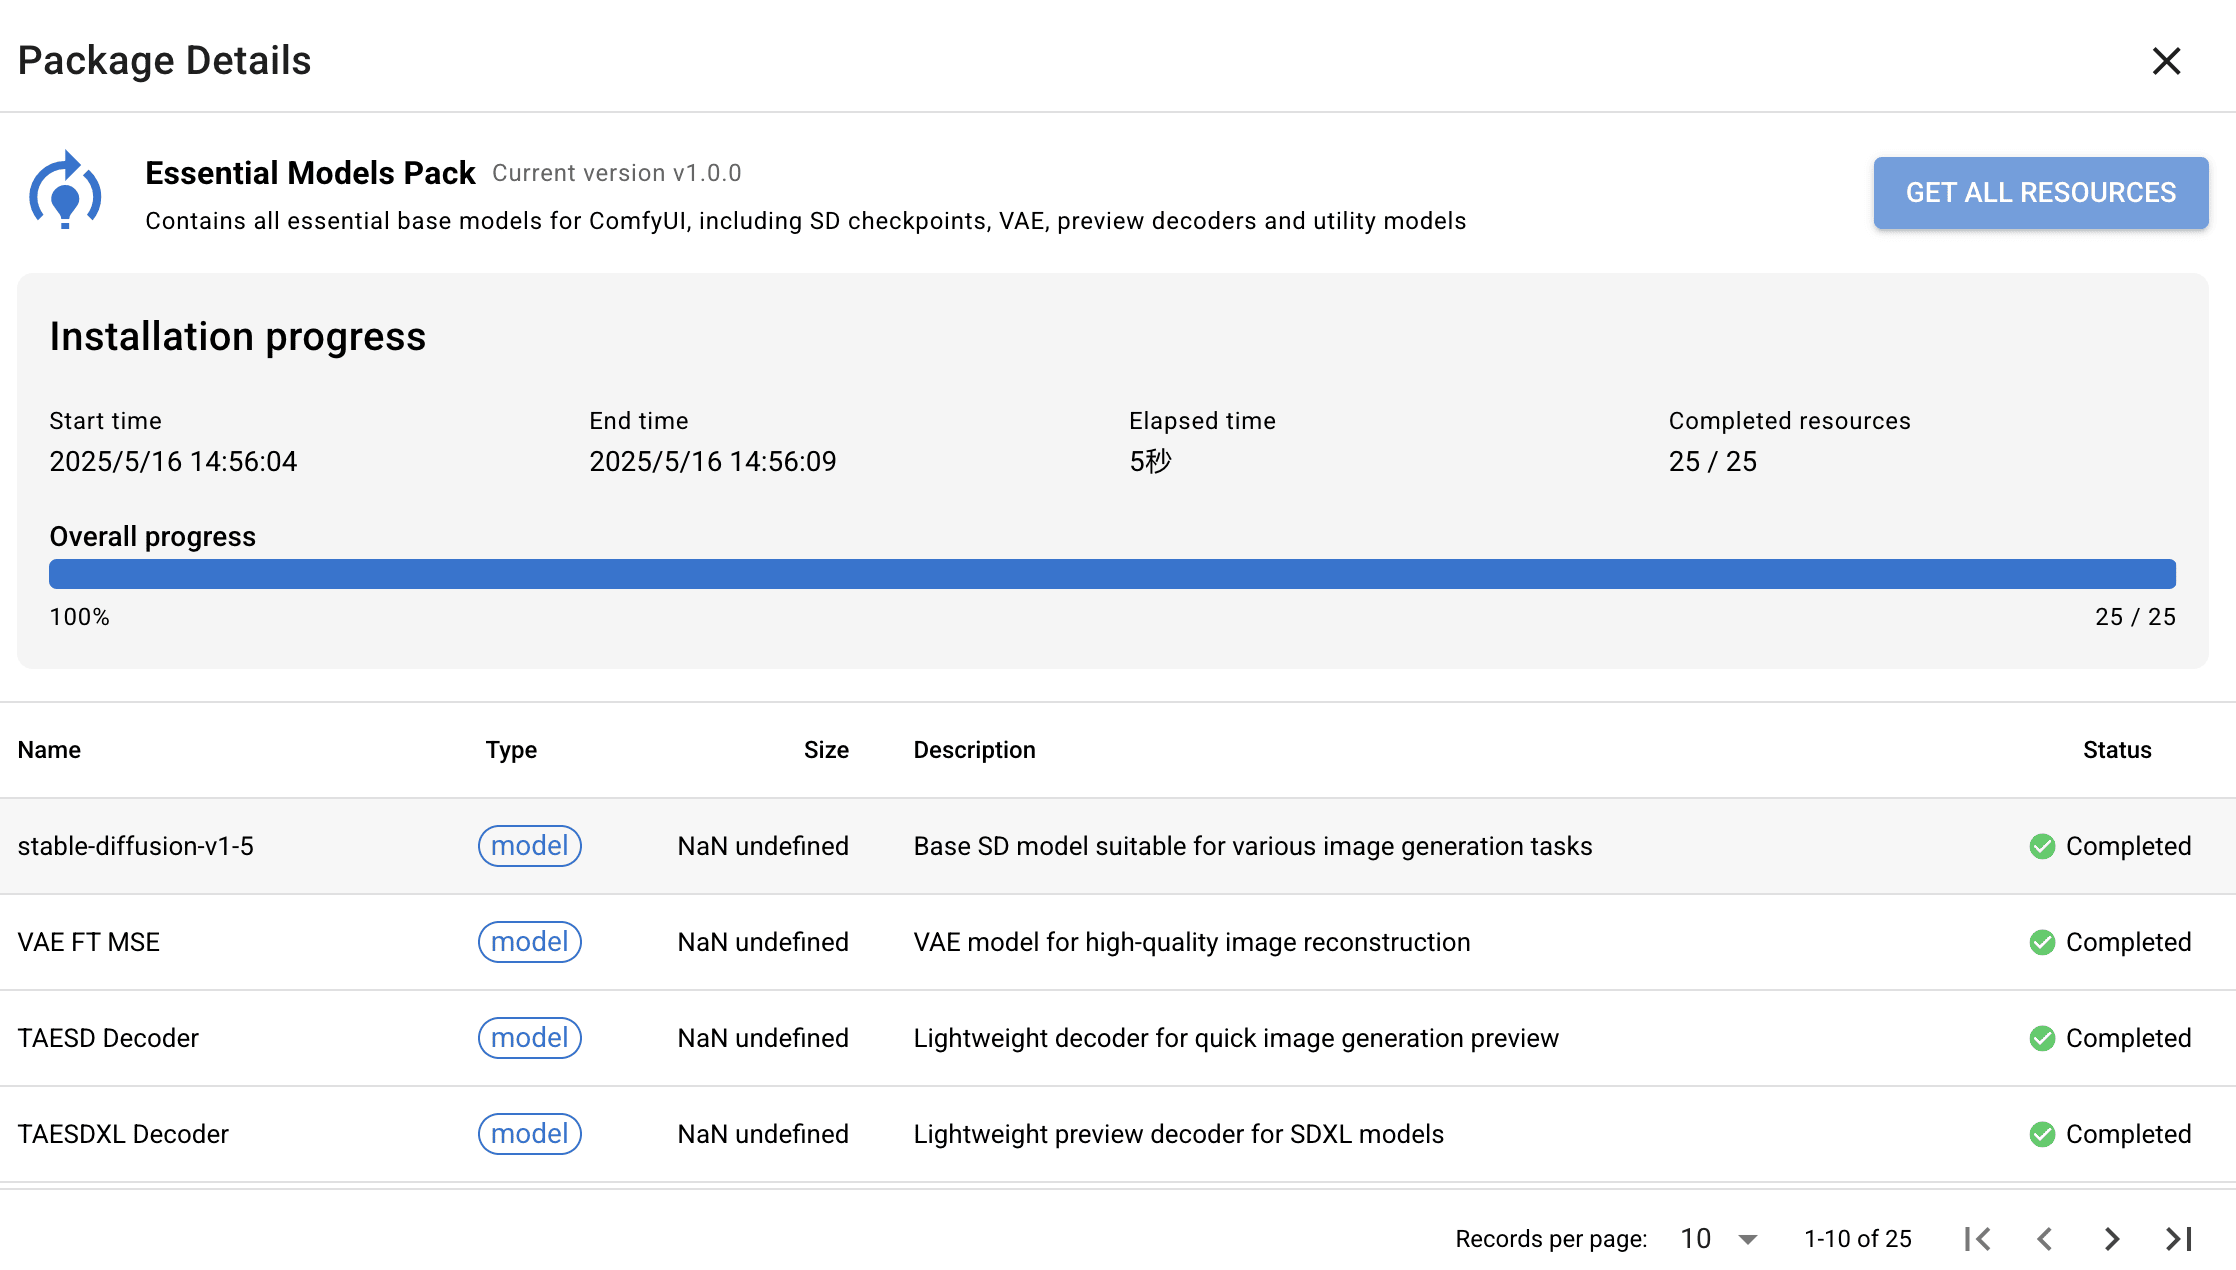 Package Details
Essential Models Pack Current version v1.0.0
GET ALL RESOURCES
Contains all essential base models for ComfyUI, including SD checkpoints, VAE, preview decoders and utility models
Installation progress
Start time End time Elapsed time Completed resources
2025/5/16 14:56:04 2025/5/16 14:56:09 5秒 25 / 25
Overall progress
100% 25 / 25
Name Type Size Description Status
stable-diffusion-v1-5 model NaN undefined Base SD model suitable for various image generation tasks Completed
VAE FT MSE model NaN undefined VAE model for high-quality image reconstruction Completed
TAESD Decoder model NaN undefined Lightweight decoder for quick image generation preview Completed
TAESDXL Decoder model NaN undefined Lightweight preview decoder for SDXL models Completed
Records per page: 10 1-10 of 25